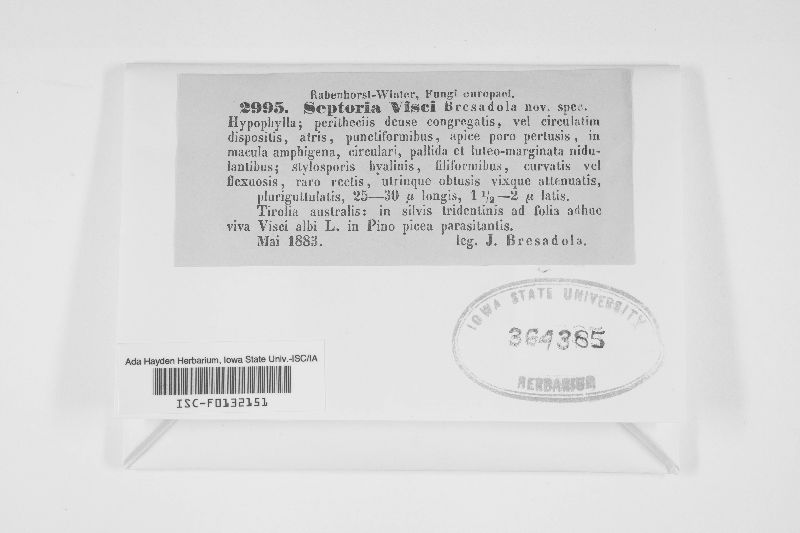 Rabenhorst-Winter, Fungi europaei.
2995. Septoria Visci Bresadola nov. spec.
Hypophylla; peritheciis dense congregatis, vel circulatim
dispositis, atris, punctiformibus, apice poro pertusis, in
macula amphigena, circulari, pallida et luteo-marginata nidu-
lantibus; stylosporis hyalinis, filiformibus, curvatis vel
flexuosis, raro rectis, utrinque obtusis vixque attenuatis,
pluriguttulatis, 25—30 µ longis, 1 1/2—2 µ latis.
Tirolia australis: in silvis tridentinis ad folia adhuc
viva Visci albi L. in Pino picea parasitantis.
Mai 1883. leg. J. Bresadola.
IOWA STATE UNIVERSITY
364385
HERBARIUM
Ada Hayden Herbarium, Iowa State Univ.-ISC/IA
ISC-F0132151